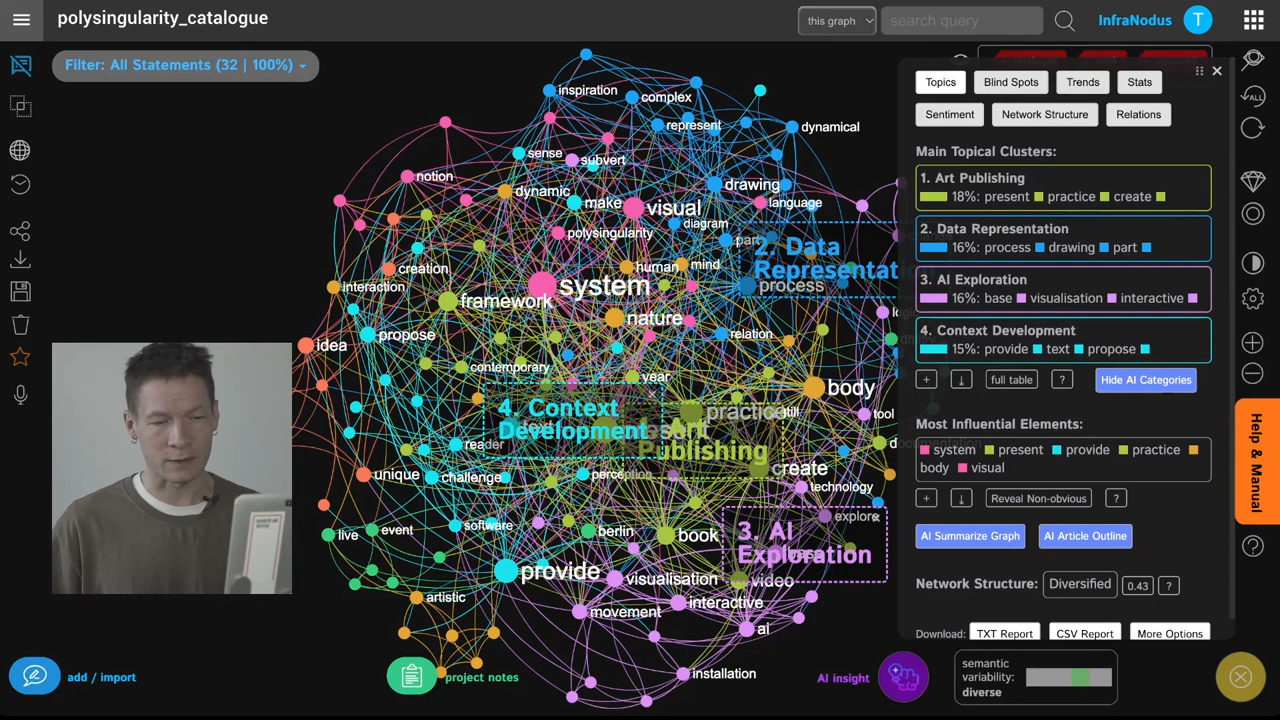 polysingularity_catalogue
this graph
search query
InfraNodus
T
Filter: All Statements (32 | 100%)
inspiration
complex
represent
dynamical
sense
subvert
notion
dynamic
drawing
make
visual
language
diagram
polysingularity
part
2. Data
Representat
human
mind
creation
system
process
interaction
framework
nature
relation
propose
idea
contemporary
year
body
4. Context
Development
practice
till
tool
Art
ublishing
reader
create
unique
challenge
perception
technology
explore
software
live
event
berlin
book
3. AI
Exploration
provide
visualisation
video
artistic
movement
interactive
ai
installation
Topics
Blind Spots
Trends
Stats
Sentiment
Network Structure
Relations
Main Topical Clusters:
1. Art Publishing
18%: present practice create
2. Data Representation
16%: process drawing part
3. AI Exploration
16%: base visualisation interactive
4. Context Development
15%: provide text propose
+
full table
?
Hide AI Categories
Most Influential Elements:
system present provide practice
body visual
+
Reveal Non-obvious
?
AI Summarize Graph
AI Article Outline
Network Structure:
Diversified
0.43
?
Download:
TXT Report
CSV Report
More Options
ALL
Help & Manual
add / import
project notes
AI insight
semantic
variability:
diverse